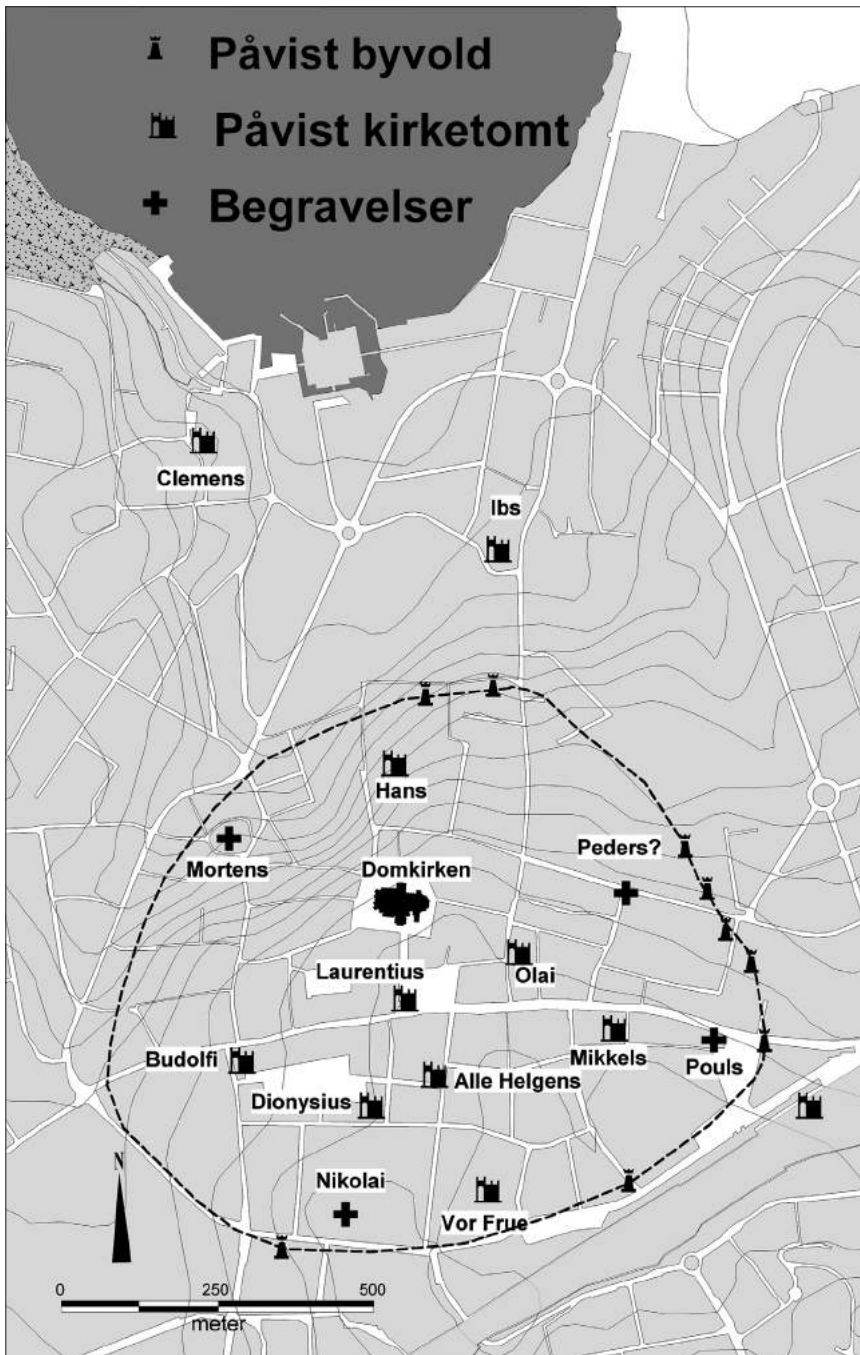 Påvist byvold
Påvist kirketomt
Begravelser
Clemens
Ibs
Hans
Mortens
Domkirken
Peders?
Laurentius
Olai
Budolfi
Mikkels
Pouls
Dionysius
Alle Helgens
Nikolai
Vor Frue
N
0 250 500
meter